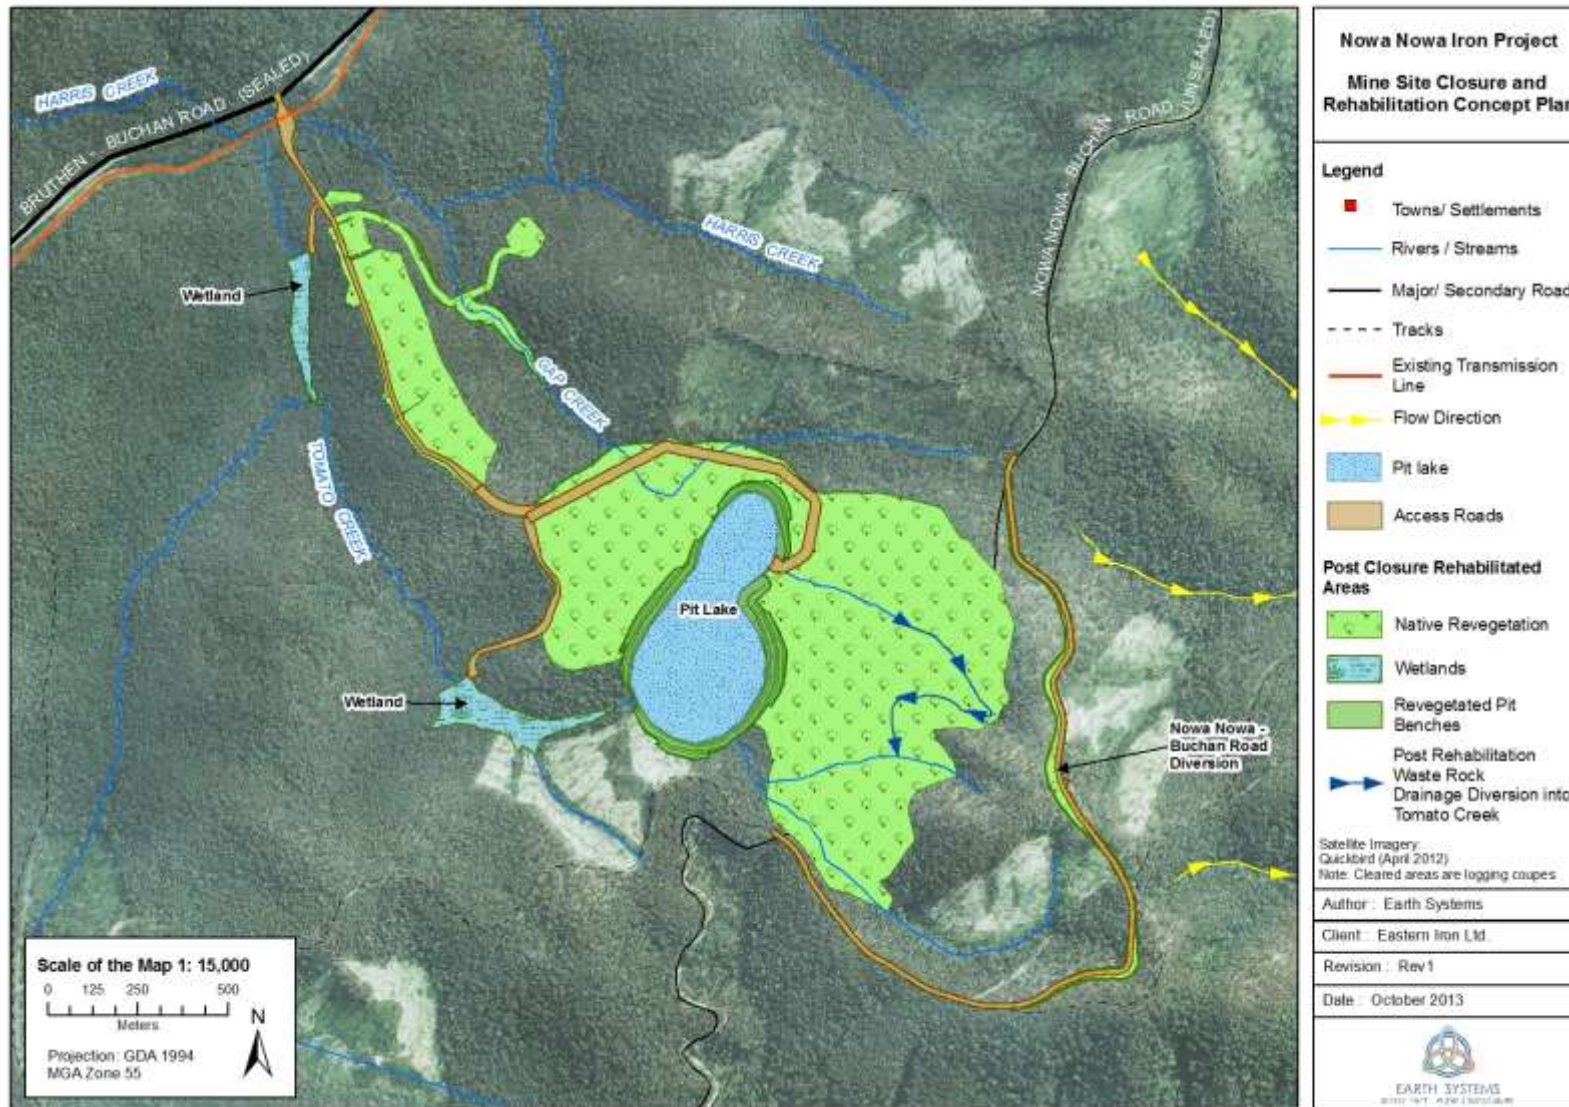 HARRIS CREEK
BRUTHEN - BUCHAN ROAD (SEALED)
NOWA NOWA - BUCHAN ROAD (UNSEALED)
HARRIS CREEK
Wetland
GAP CREEK
TOMATO CREEK
Pit Lake
Wetland
Nowa Nowa -
Buchan Road
Diversion
Scale of the Map 1: 15,000
0 125 250 500
Meters
Projection: GDA 1994
MGA Zone 55
N
Nowa Nowa Iron Project
Mine Site Closure and
Rehabilitation Concept Plan
Legend
Towns/ Settlements
Rivers / Streams
Major/ Secondary Road
Tracks
Existing Transmission
Line
Flow Direction
Pit lake
Access Roads
Post Closure Rehabilitated
Areas
Native Revegetation
Wetlands
Revegetated Pit
Benches
Post Rehabilitation
Waste Rock
Drainage Diversion into
Tomato Creek
Satellite Imagery:
Quickbird (April 2012)
Note: Cleared areas are logging coupes
Author : Earth Systems
Client : Eastern Iron Ltd.
Revision : Rev1
Date : October 2013
EARTH SYSTEMS